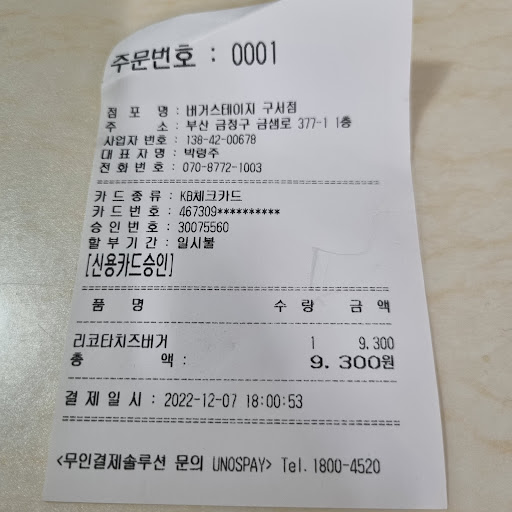 주문번호 : 0001
점 포 명 : 버거스테이지 구서점
주 소 : 부산 금정구 금샘로 377-1 1층
사업자 번호 : 138-42-00678
대 표 자 명 : 박령주
전 화 번 호 : 070-8772-1003
카 드 종 류 : KB체크카드
카 드 번 호 : 467309**********
승 인 번 호 : 30075560
할 부 기 간 : 일시불
[신용카드승인]
품 명 수 량 금 액
리코타치즈버거 1 9,300
총 액 : 9,300원
결 제 일 시 : 2022-12-07 18:00:53
<무인결제솔루션 문의 UNOSPAY> Tel.1800-4520